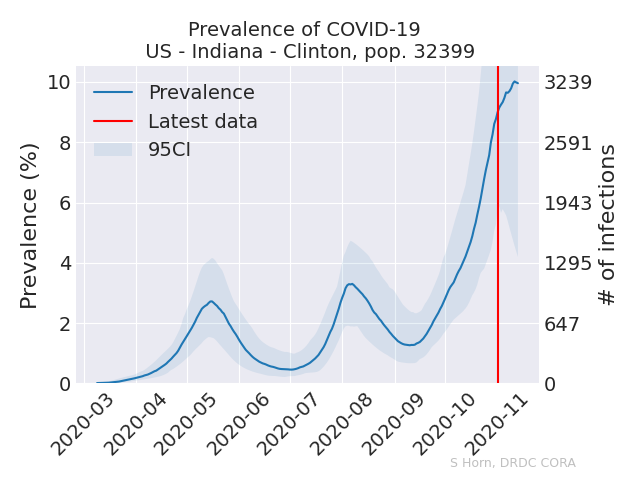 Prevalence of COVID-19
US - Indiana - Clinton, pop. 32399
Prevalence
Latest data
95CI
Prevalence (%)
10
8
6
4
2
0
3239
2591
1943
1295
647
0
# of infections
2020-03
2020-04
2020-05
2020-06
2020-07
2020-08
2020-09
2020-10
2020-11
S Horn, DRDC CORA